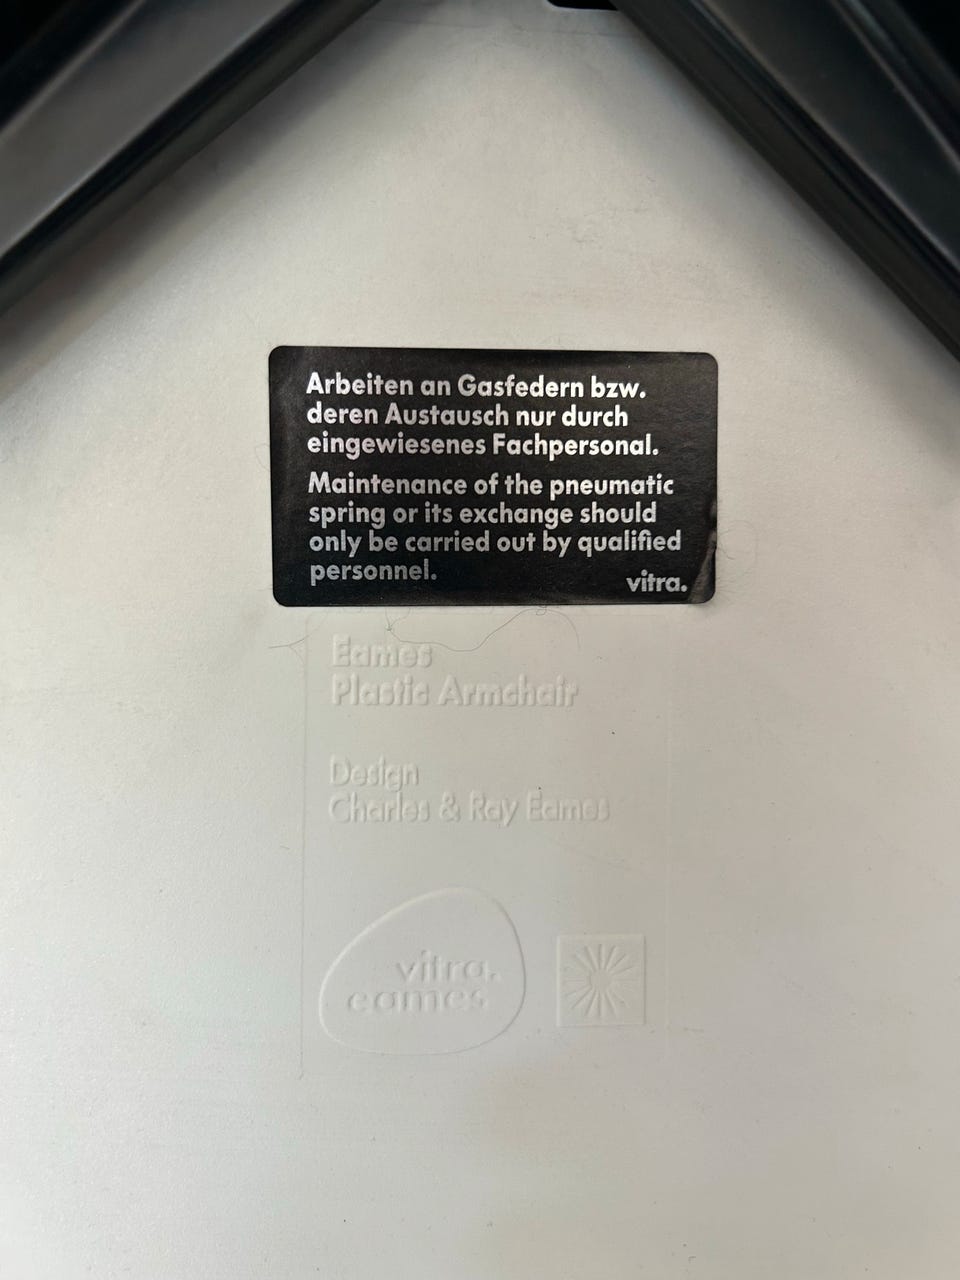 Arbeiten an Gasfedern bzw.
deren Austausch nur durch
eingewiesenes Fachpersonal.
Maintenance of the pneumatic
spring or its exchange should
only be carried out by qualified
personnel.
vitra.
Eames
Plastic Armchair
Design
Charles & Ray Eames
vitra.
eames